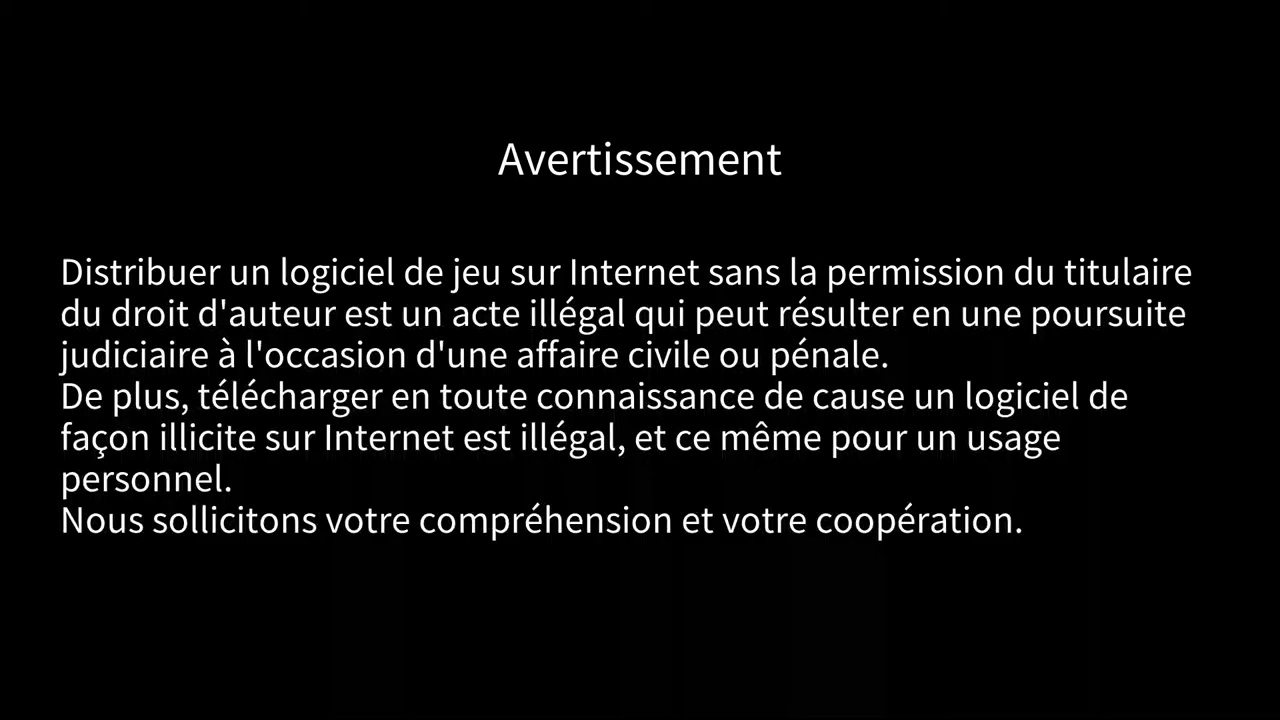 Avertissement
Distribuer un logiciel de jeu sur Internet sans la permission du titulaire
du droit d'auteur est un acte illégal qui peut résulter en une poursuite
judiciaire à l'occasion d'une affaire civile ou pénale.
De plus, télécharger en toute connaissance de cause un logiciel de
façon illicite sur Internet est illégal, et ce même pour un usage
personnel.
Nous sollicitons votre compréhension et votre coopération.